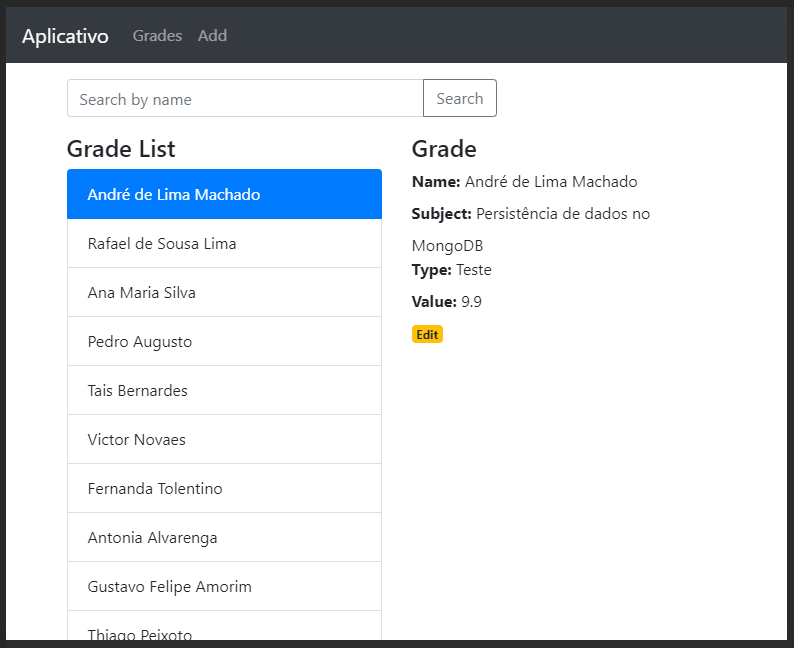 Aplicativo Grades Add
Search by name Search
Grade List
André de Lima Machado
Rafael de Sousa Lima
Ana Maria Silva
Pedro Augusto
Tais Bernardes
Victor Novaes
Fernanda Tolentino
Antonia Alvarenga
Gustavo Felipe Amorim
Thiago Peixoto
Grade
Name: André de Lima Machado
Subject: Persistência de dados no
MongoDB
Type: Teste
Value: 9.9
Edit